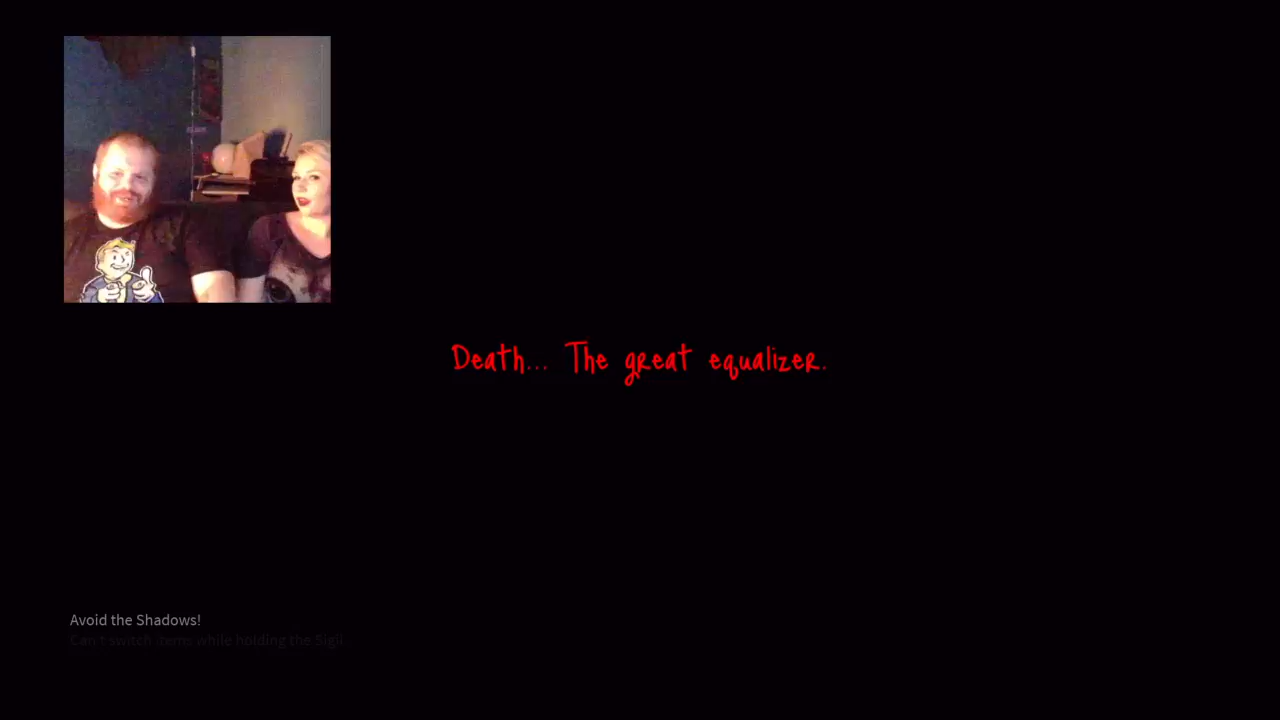 Death... The great equalizer.
Avoid the Shadows!
Can't switch items while holding the Sigil